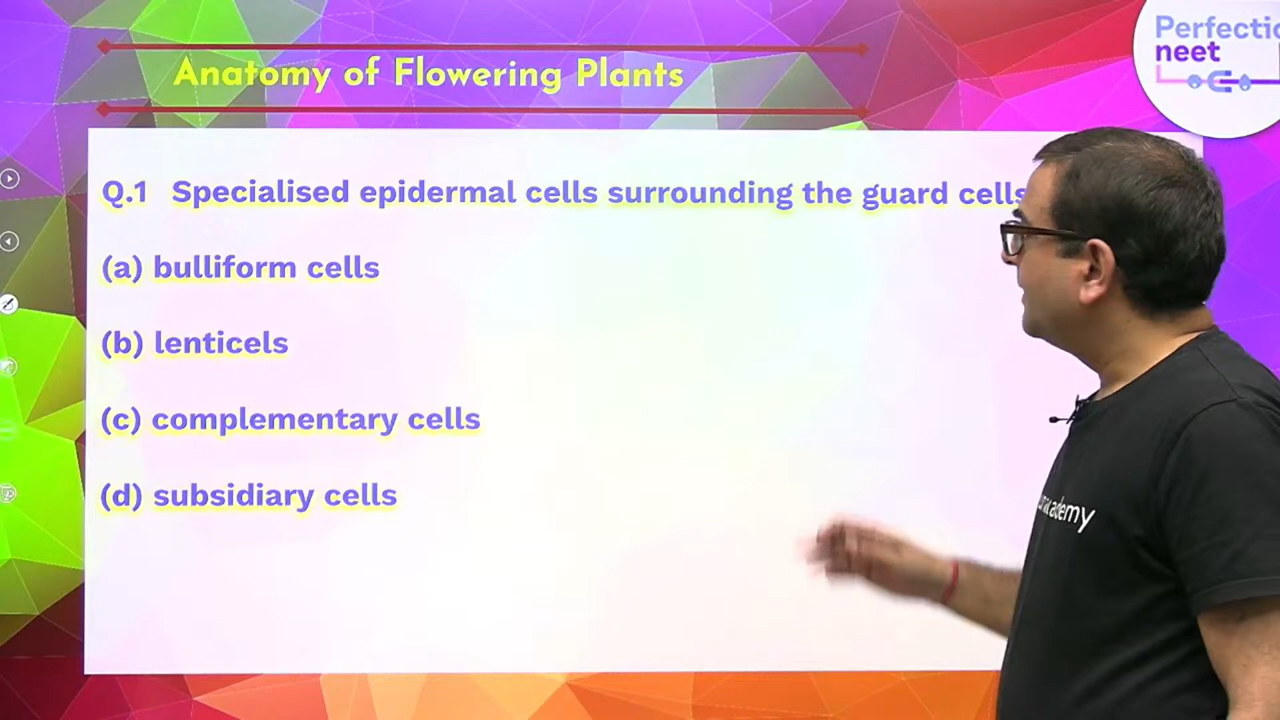 Perfectio
neet
Anatomy of Flowering Plants
Q.1 Specialised epidermal cells surrounding the guard cells
(a) bulliform cells
(b) lenticels
(c) complementary cells
(d) subsidiary cells